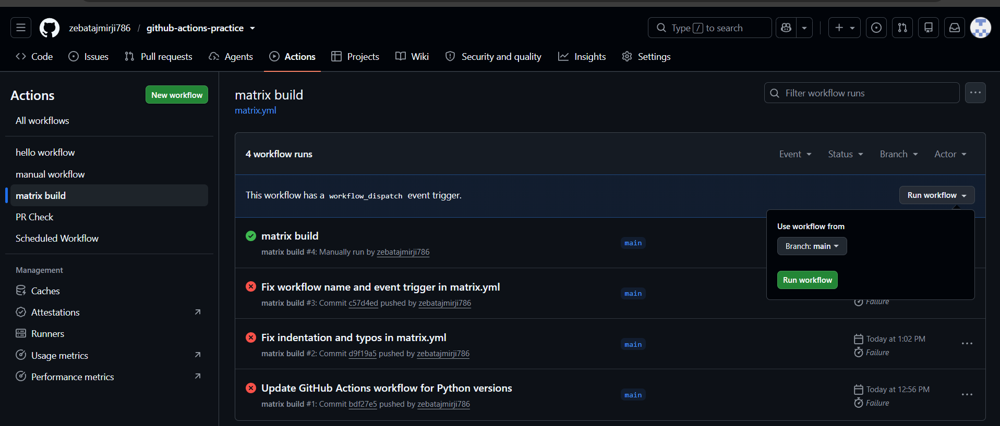 zebatajmirji786 / github-actions-practice
Type / to search
Code Issues Pull requests Agents Actions Projects Wiki Security and quality Insights Settings
Actions
New workflow
All workflows
hello workflow
manual workflow
matrix build
PR Check
Scheduled Workflow
Management
Caches
Attestations
Runners
Usage metrics
Performance metrics
matrix build
matrix.yml
Filter workflow runs
4 workflow runs
Event Status Branch Actor
This workflow has a workflow_dispatch event trigger.
Run workflow
Use workflow from
Branch: main
Run workflow
matrix build
matrix build #4: Manually run by zebatajmirji786
main
Fix workflow name and event trigger in matrix.yml
matrix build #3: Commit c57d4ed pushed by zebatajmirji786
main
Failure
Fix indentation and typos in matrix.yml
matrix build #2: Commit d9f19a5 pushed by zebatajmirji786
main
Today at 1:02 PM
Failure
Update GitHub Actions workflow for Python versions
matrix build #1: Commit bdf27e5 pushed by zebatajmirji786
main
Today at 12:56 PM
Failure